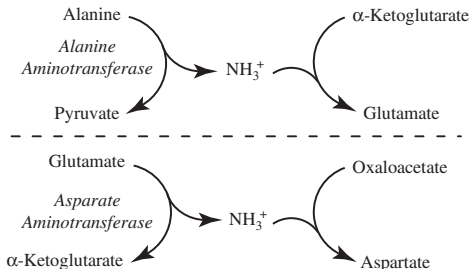 Alanine
α-Ketoglutarate
Alanine
Aminotransferase
NH₃⁺
Pyruvate
Glutamate
Glutamate
Oxaloacetate
Asparate
Aminotransferase
NH₃⁺
α-Ketoglutarate
Aspartate